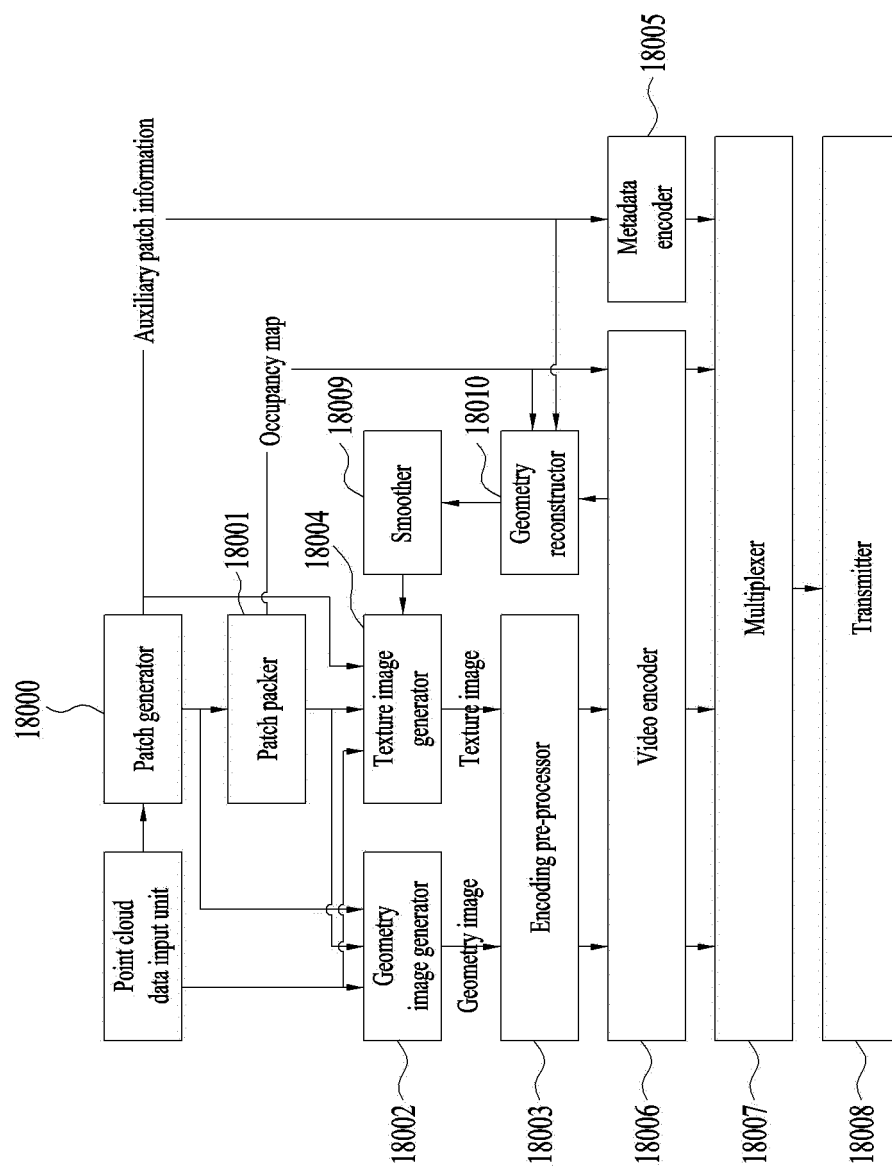 18000
Point cloud
data input unit
Patch generator
Auxiliary patch information
18001
Patch packer
Occupancy map
18002
Geometry
image generator
Geometry image
18004
Texture image
generator
Texture image
18009
Smoother
18010
Geometry
reconstructor
18003
Encoding pre-processor
18005
Metadata
encoder
18006
Video encoder
18007
Multiplexer
18008
Transmitter